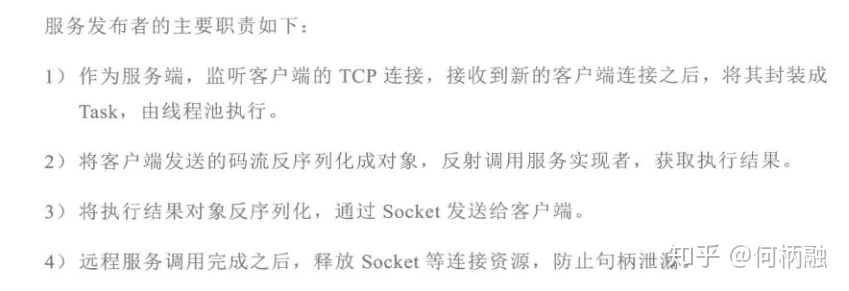 服务发布者的主要职责如下：
1）作为服务端，监听客户端的 TCP 连接，接收到新的客户端连接之后，将其封装成
Task，由线程池执行。
2）将客户端发送的码流反序列化成对象，反射调用服务实现者，获取执行结果。
3）将执行结果对象反序列化，通过 Socket 发送给客户端。
4）远程服务调用完成之后，释放 Socket 等连接资源，防止句柄泄漏。
知乎 @何柄融